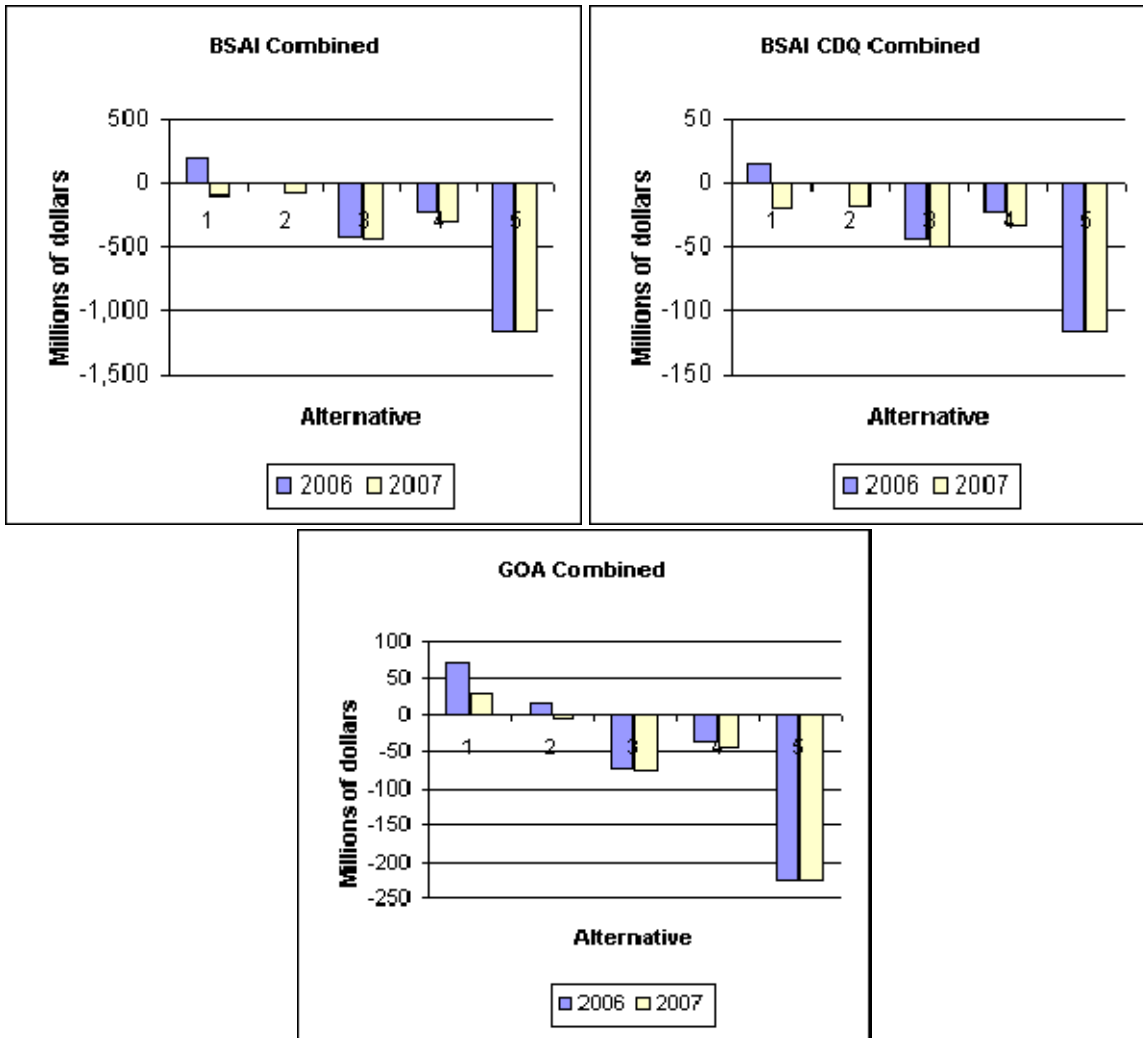 BSAI Combined
Millions of dollars
500
0
-500
-1,000
-1,500
1 2 3 4 5
Alternative
2006 2007
BSAI CDQ Combined
Millions of dollars
50
0
-50
-100
-150
1 2 3 4 5
Alternative
2006 2007
GOA Combined
Millions of dollars
100
50
0
-50
-100
-150
-200
-250
1 2 3 4 5
Alternative
2006 2007